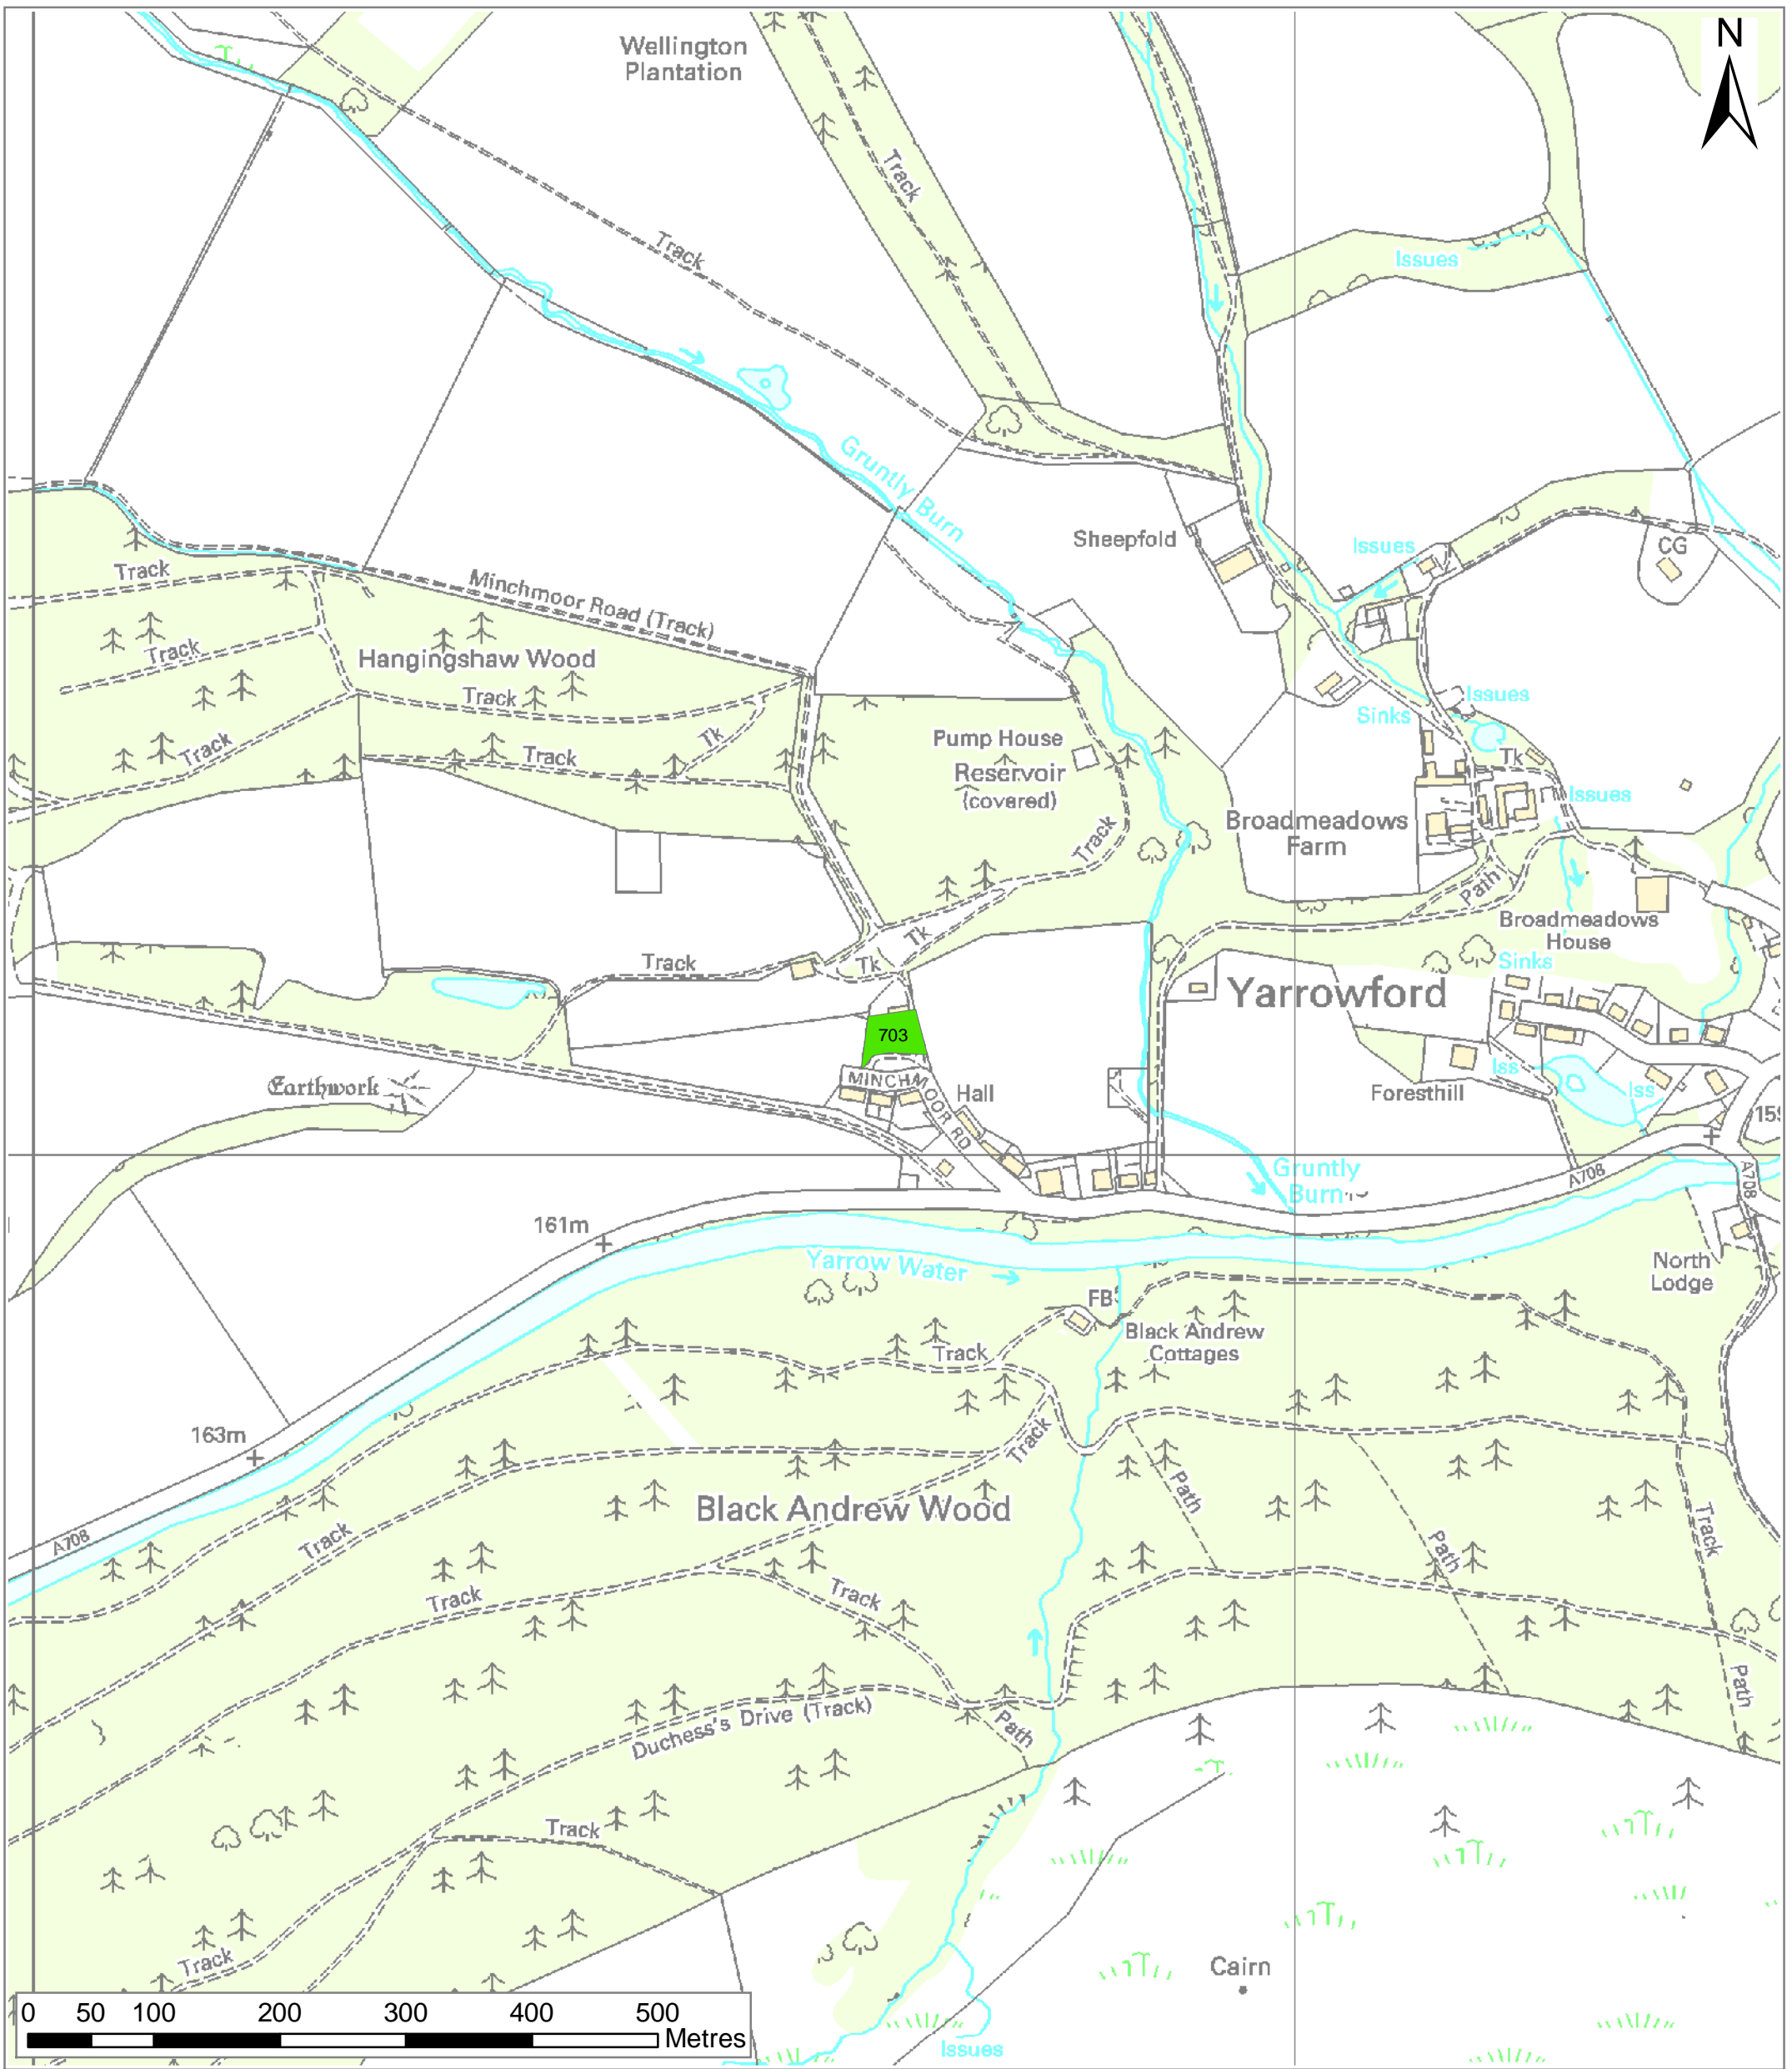 N
Wellington
Plantation
Track
Track
Issues
Gruntly Burn
Sheepfold
Issues
CG
Track
Minchmoor Road (Track)
Track
Hangingshaw Wood
Track
Issues
Sinks
Track
Tk
Track
Pump House
Reservoir
(covered)
Tk
Issues
Broadmeadows
Farm
Track
Path
Broadmeadows
House
Tk
Track
Tk
Sinks
Yarrowford
703
MINCHMOOR RD
Hall
Earthwork
Foresthill
Iss
Iss
159
Gruntly
Burn
A708
A708
161m
Yarrow Water
North
Lodge
FB
Black Andrew
Cottages
Track
163m
Track
Path
Black Andrew Wood
A708
Track
Path
Track
Track
Track
Path
Duchess's Drive (Track)
Path
Track
Track
Cairn
Issues
0 50 100 200 300 400 500
Metres